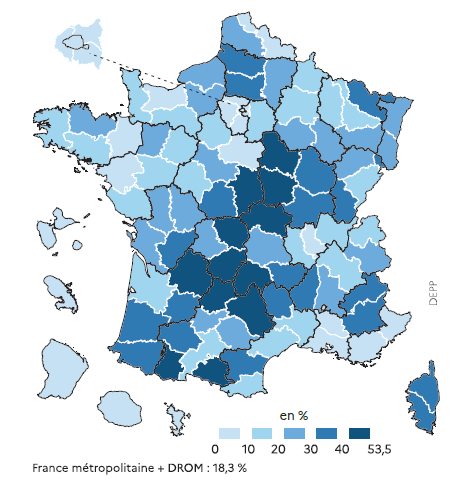 DEPP
en %
0 10 20 30 40 53,5
France métropolitaine + DROM : 18,3 %